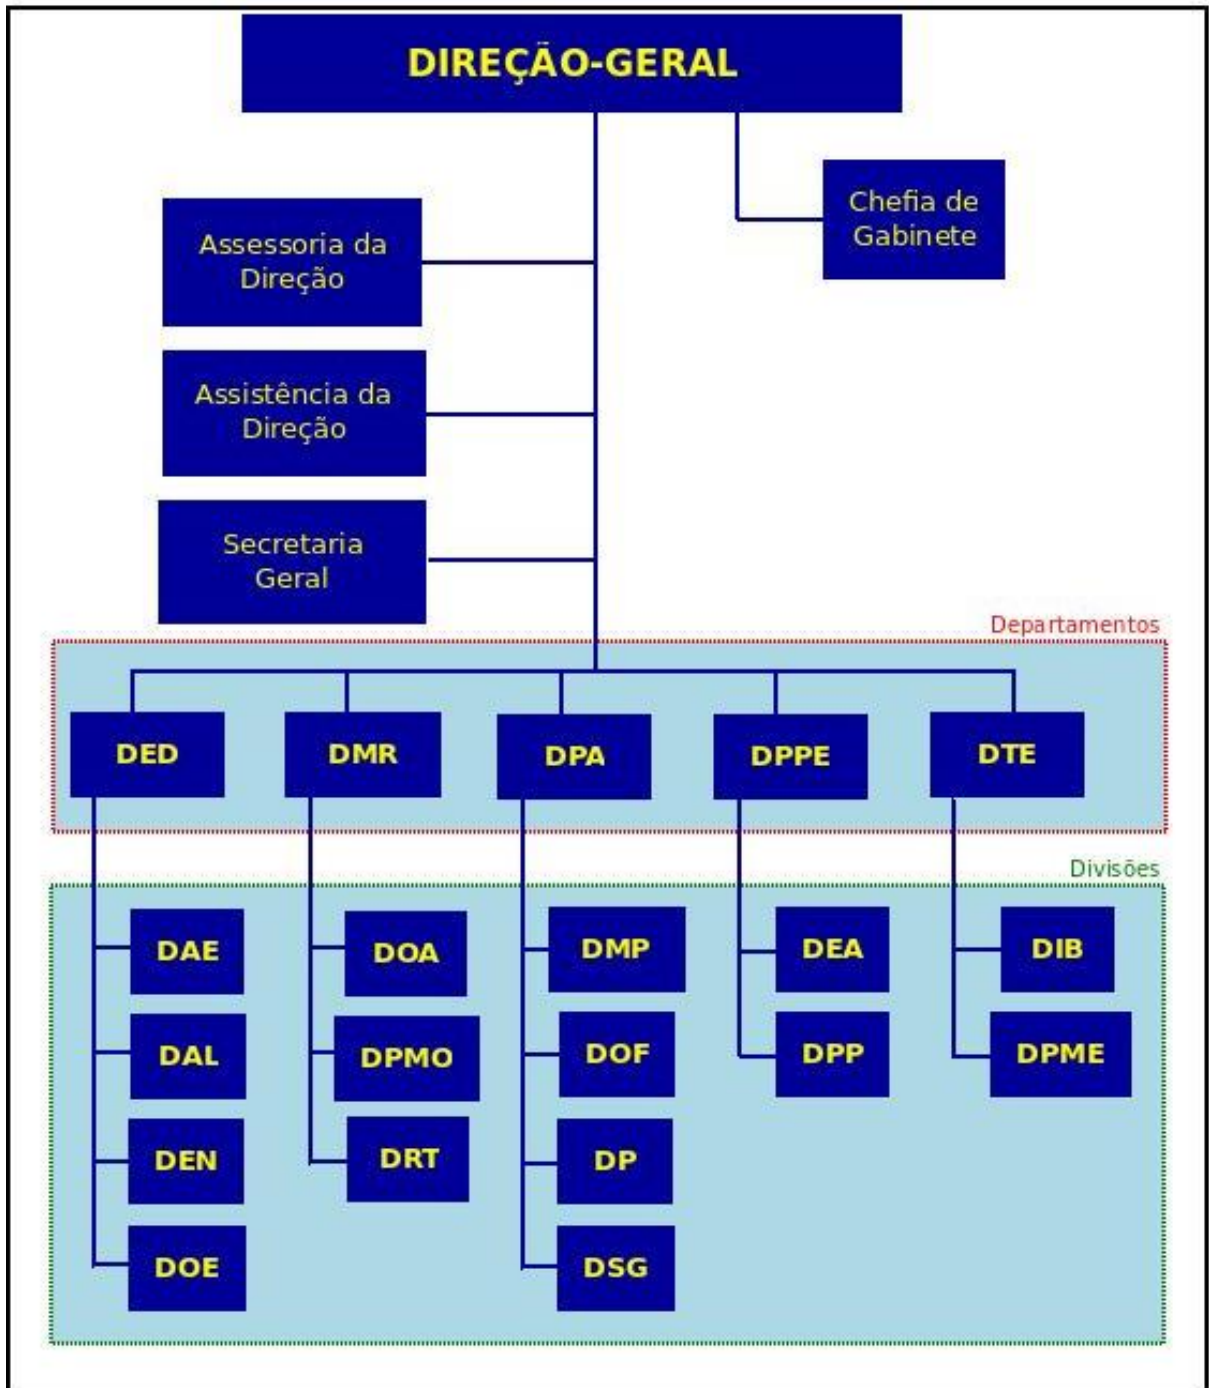 DIREÇÃO-GERAL
Chefia de
Gabinete
Assessoria da
Direção
Assistência da
Direção
Secretaria
Geral
Departamentos
DED
DMR
DPA
DPPE
DTE
Divisões
DAE
DOA
DMP
DEA
DIB
DAL
DPMO
DOF
DPP
DPME
DEN
DRT
DP
DOE
DSG